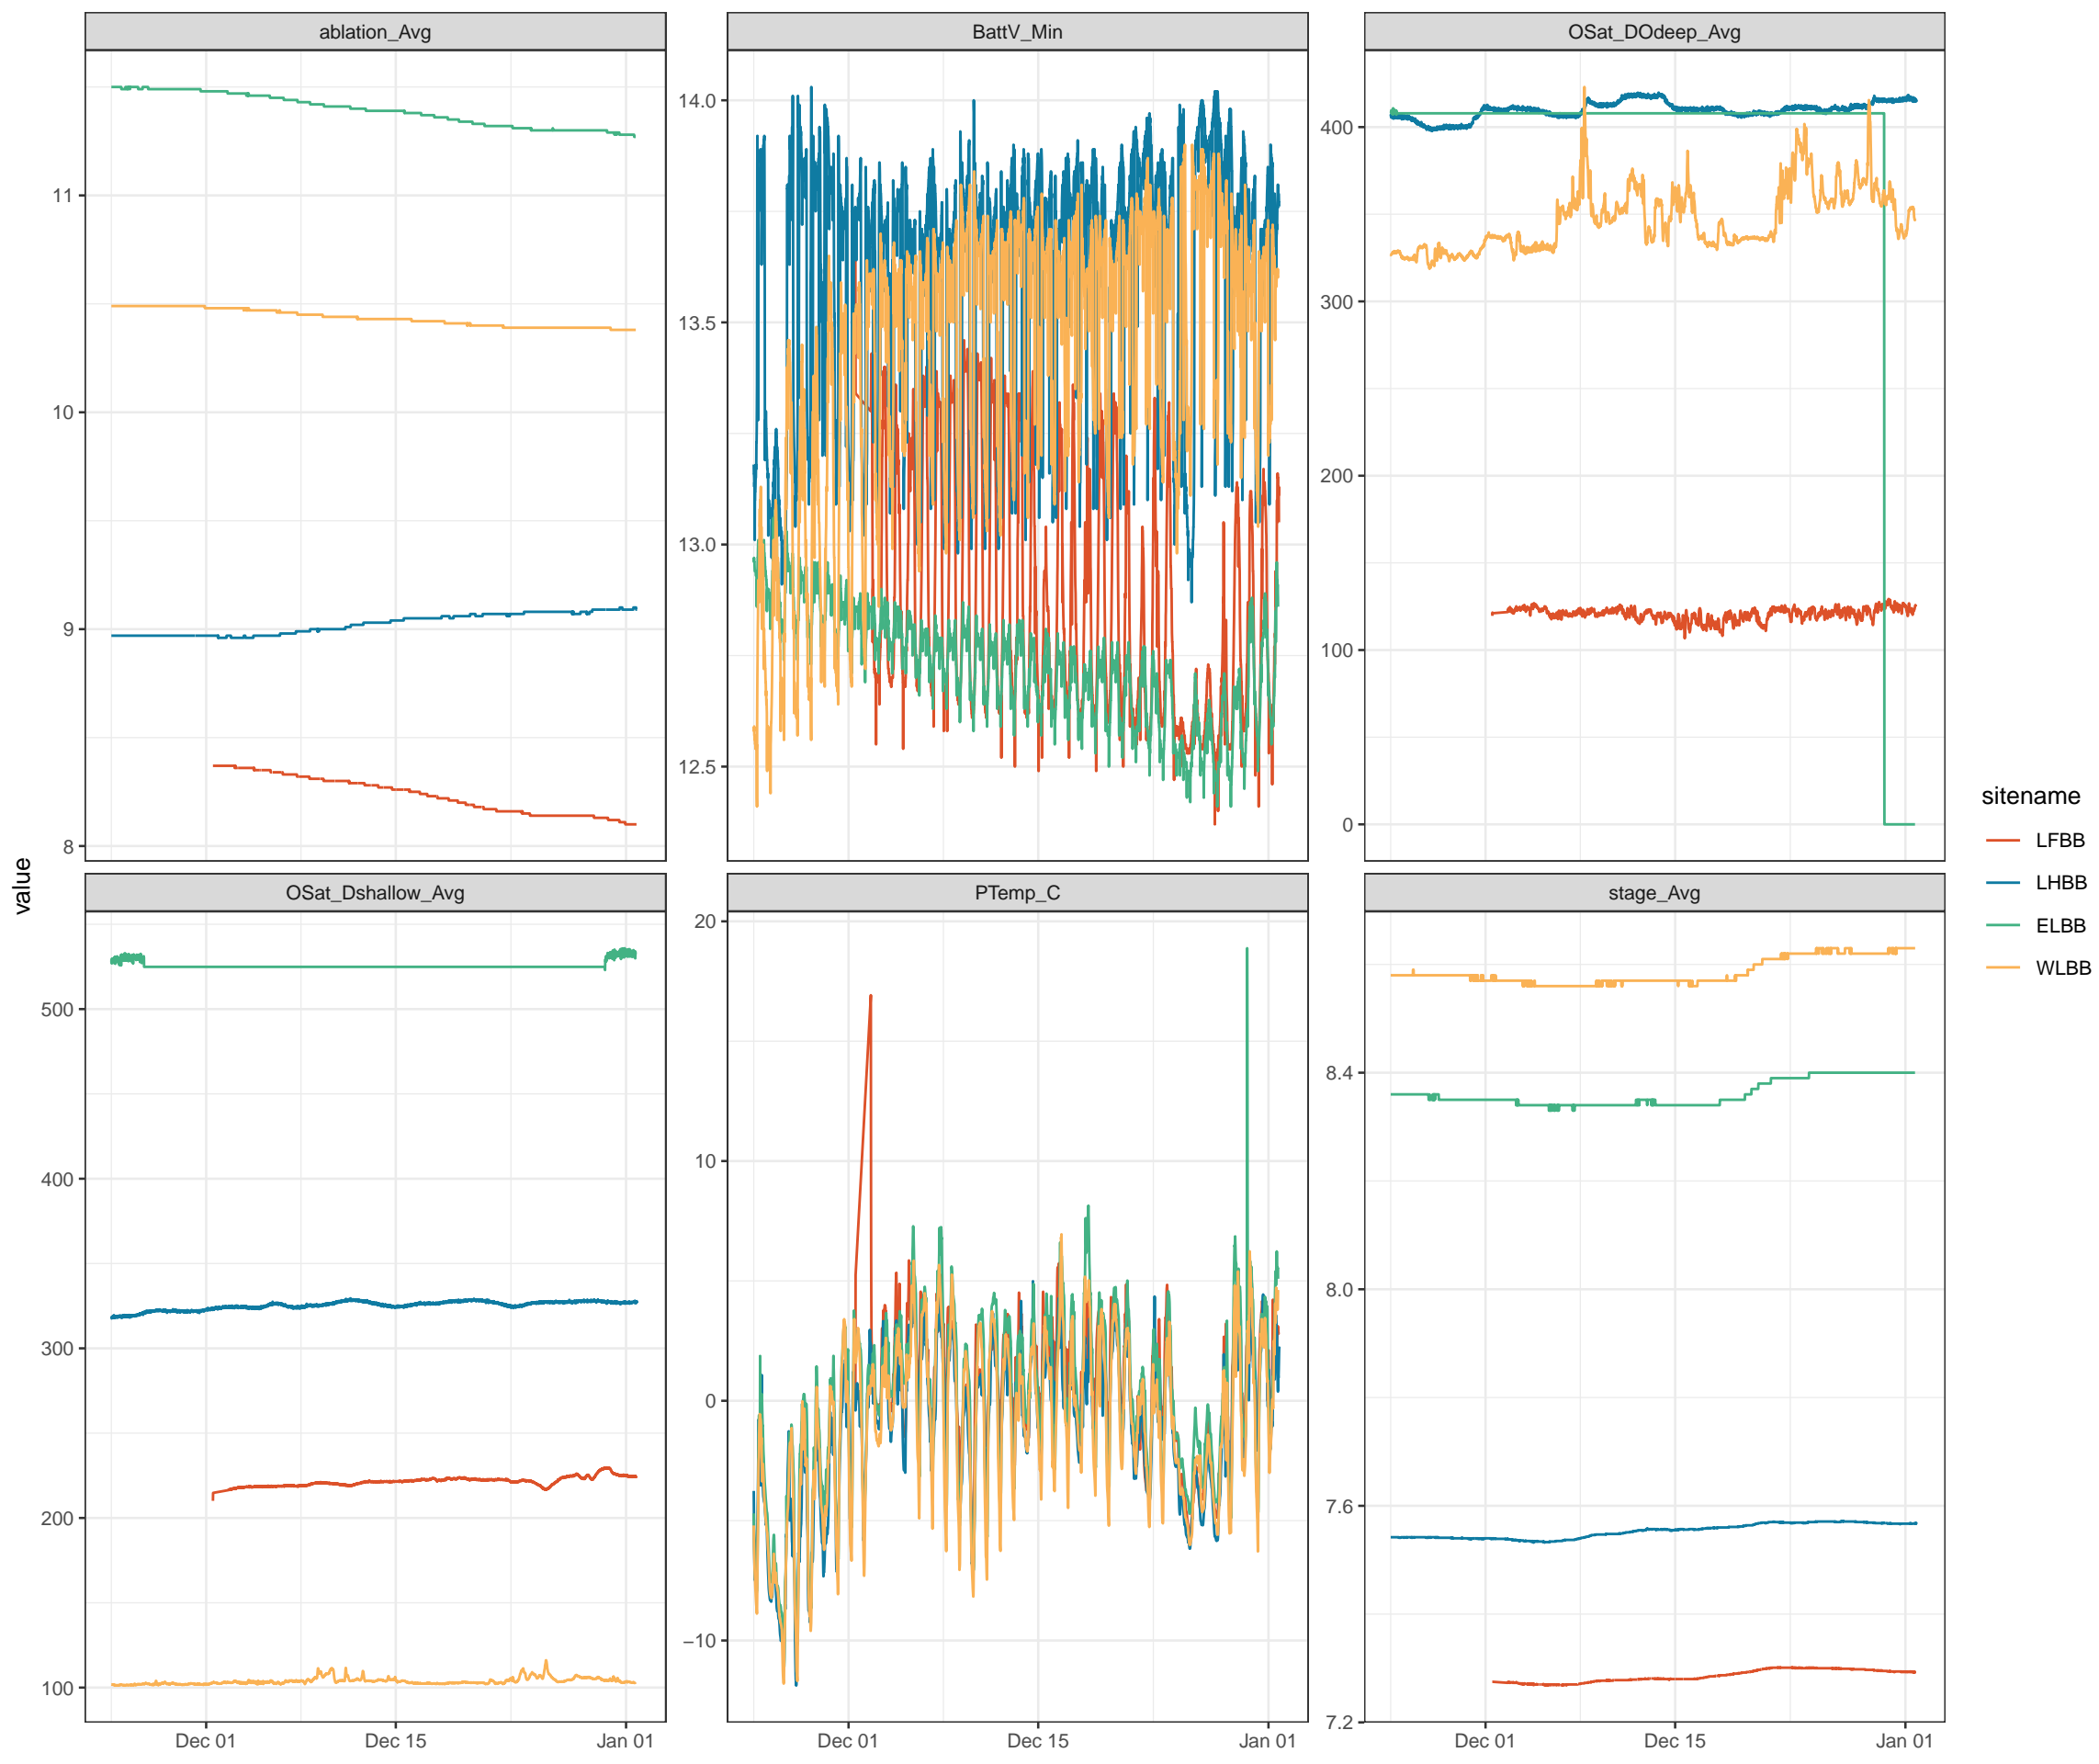 ablation_Avg
BattV_Min
OSat_DOdeep_Avg
11
10
9
8
14.0
13.5
13.0
12.5
400
300
200
100
0
value
OSat_Dshallow_Avg
PTemp_C
stage_Avg
500
400
300
200
100
20
10
0
−10
8.4
8.0
7.6
7.2
Dec 01 Dec 15 Jan 01
Dec 01 Dec 15 Jan 01
Dec 01 Dec 15 Jan 01
sitename
LFBB
LHBB
ELBB
WLBB